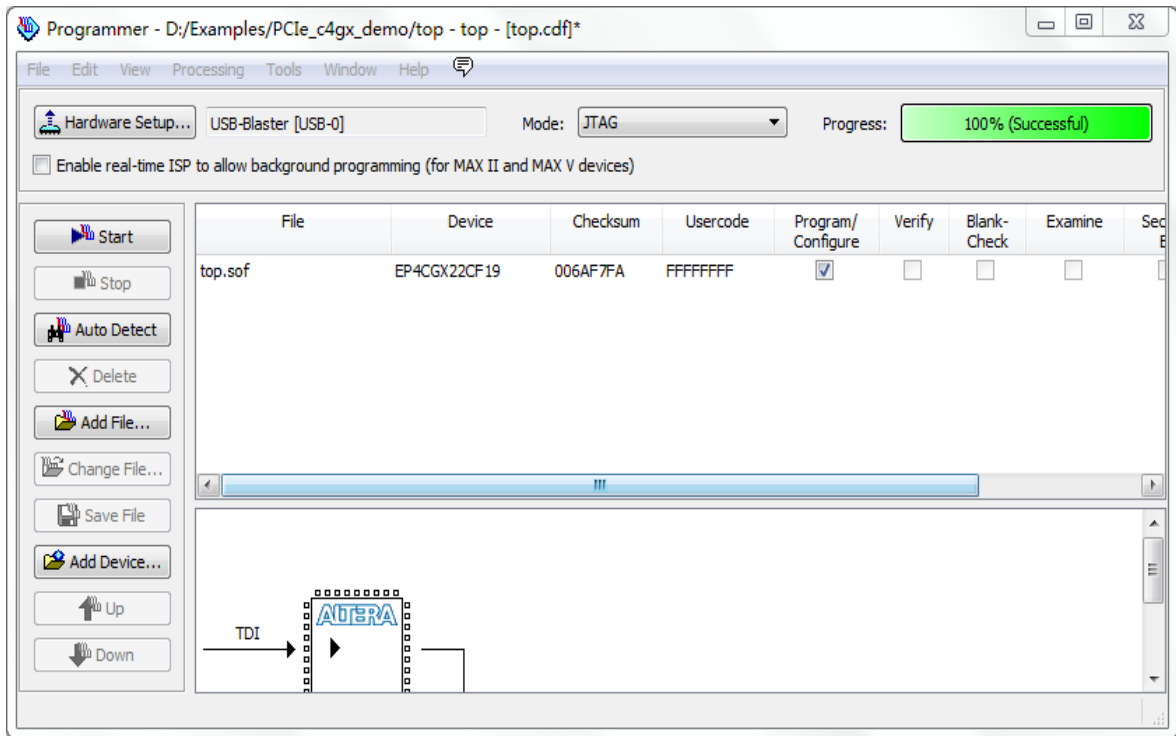 Programmer - D:/Examples/PCIe_c4gx_demo/top - top - [top.cdf]*
File Edit View Processing Tools Window Help
Hardware Setup... USB-Blaster [USB-0] Mode: JTAG Progress: 100% (Successful)
Enable real-time ISP to allow background programming (for MAX II and MAX V devices)
Start
Stop
Auto Detect
Delete
Add File...
Change File...
Save File
Add Device...
Up
Down
File Device Checksum Usercode Program/ Verify Blank- Examine Sec
Configure Check
top.sof EP4CGX22CF19 006AF7FA FFFFFFFF
ALTERA
TDI